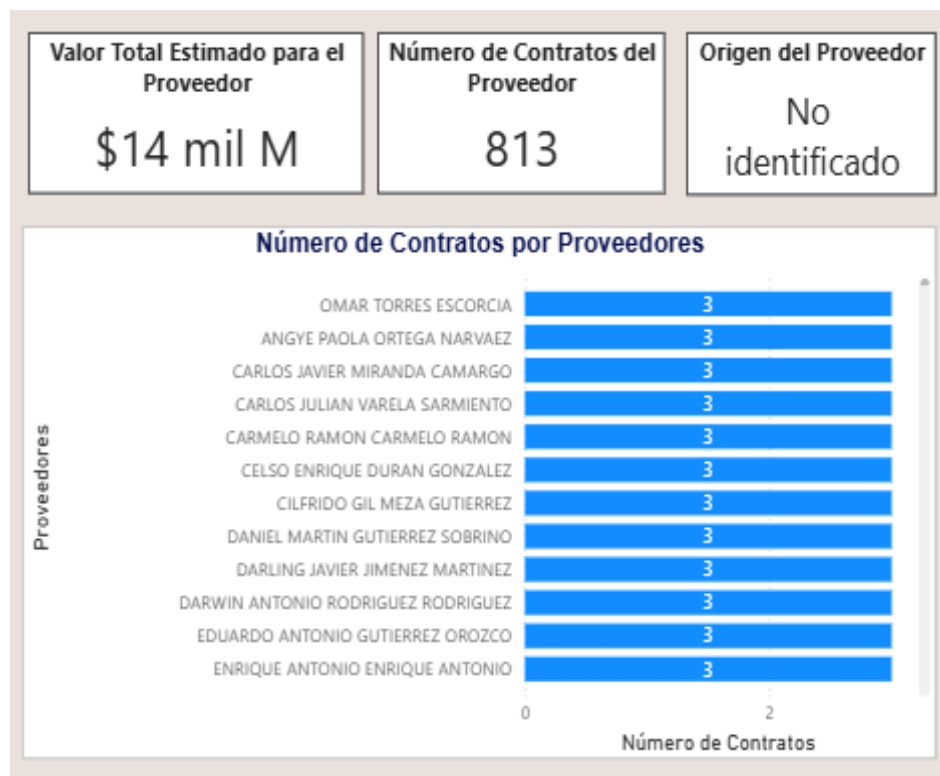 Valor Total Estimado para el
Proveedor
$14 mil M
Número de Contratos del
Proveedor
813
Origen del Proveedor
No
identificado
Número de Contratos por Proveedores
Proveedores
OMAR TORRES ESCORCIA 3
ANGYE PAOLA ORTEGA NARVAEZ 3
CARLOS JAVIER MIRANDA CAMARGO 3
CARLOS JULIAN VARELA SARMIENTO 3
CARMELO RAMON CARMELO RAMON 3
CELSO ENRIQUE DURAN GONZALEZ 3
CILFRIDO GIL MEZA GUTIERREZ 3
DANIEL MARTIN GUTIERREZ SOBRINO 3
DARLING JAVIER JIMENEZ MARTINEZ 3
DARWIN ANTONIO RODRIGUEZ RODRIGUEZ 3
EDUARDO ANTONIO GUTIERREZ OROZCO 3
ENRIQUE ANTONIO ENRIQUE ANTONIO 3
0 2
Número de Contratos